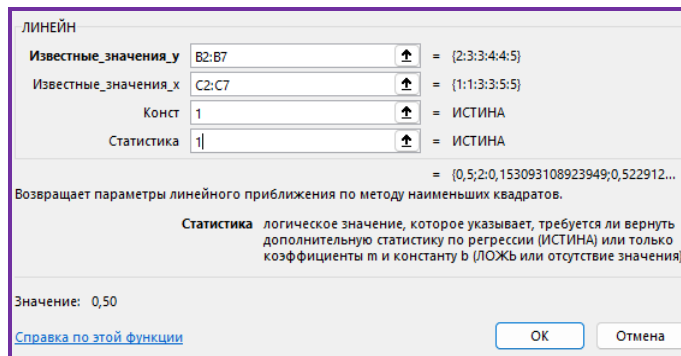 ЛИНЕЙН
Известные_значения_y B2:B7 = {2:3:3:4:4:5}
Известные_значения_x C2:C7 = {1:1:3:3:5:5}
Конст 1 = ИСТИНА
Статистика 1 = ИСТИНА
= {0,5;2:0,153093108923949;0,522912...
Возвращает параметры линейного приближения по методу наименьших квадратов.
Статистика логическое значение, которое указывает, требуется ли вернуть
дополнительную статистику по регрессии (ИСТИНА) или только
коэффициенты m и константу b (ЛОЖЬ или отсутствие значения)
Значение: 0,50
Справка по этой функции ОК Отмена